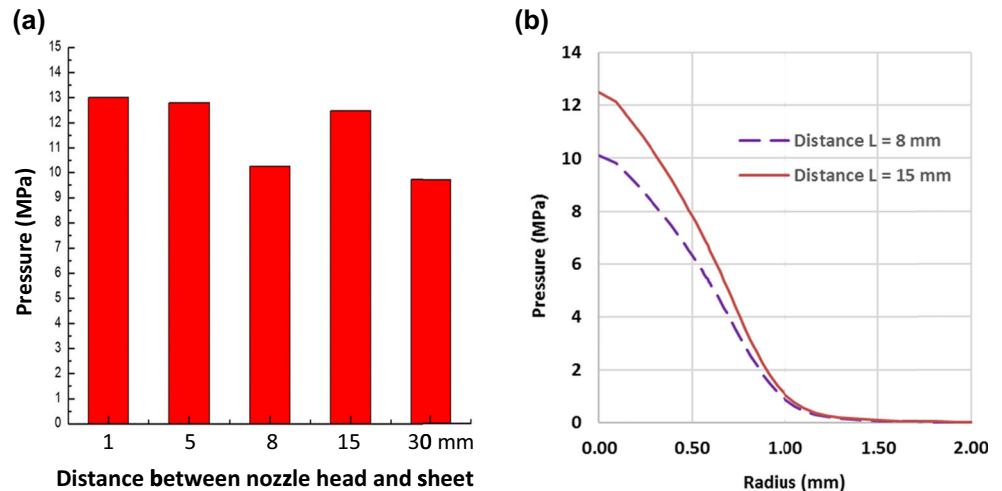 (a)
15
14
13
12
11
10
9
8
7
6
5
4
3
2
1
0
Pressure (MPa)
1 5 8 15 30 mm
Distance between nozzle head and sheet
(b)
14
12
10
8
6
4
2
0
Pressure (MPa)
Distance L = 8 mm
Distance L = 15 mm
0.00 0.50 1.00 1.50 2.00
Radius (mm)